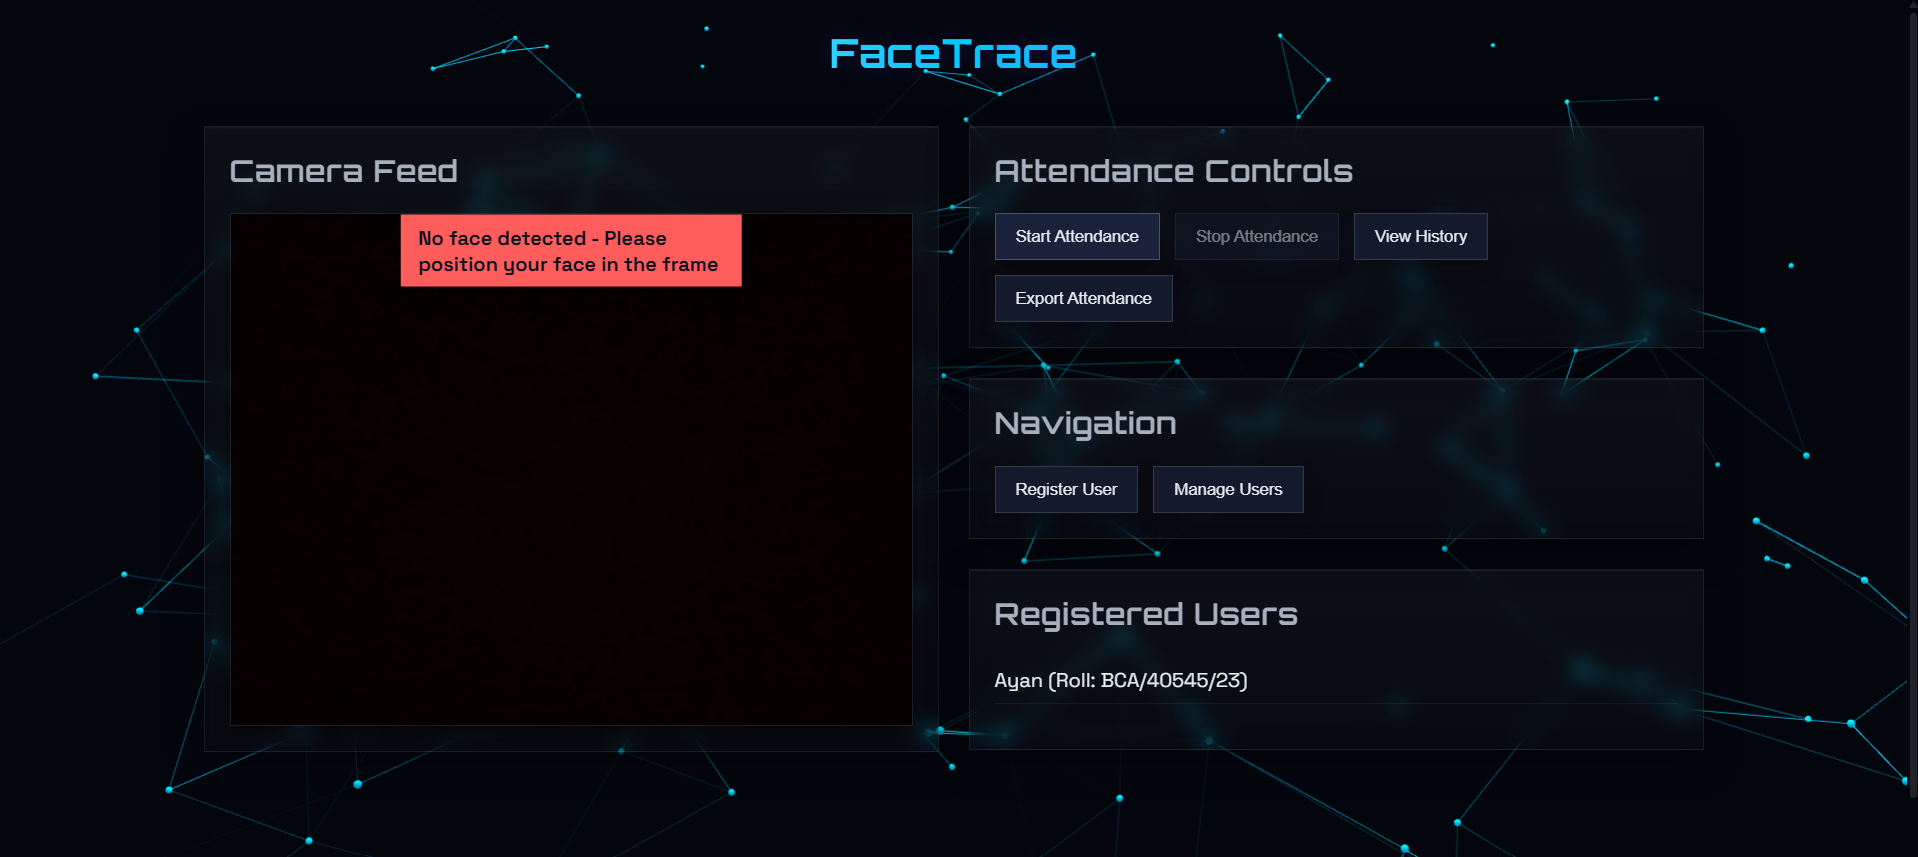 FaceTrace
Camera Feed
No face detected - Please
position your face in the frame
Attendance Controls
Start Attendance
Stop Attendance
View History
Export Attendance
Navigation
Register User
Manage Users
Registered Users
Ayan (Roll: BCA/40545/23)